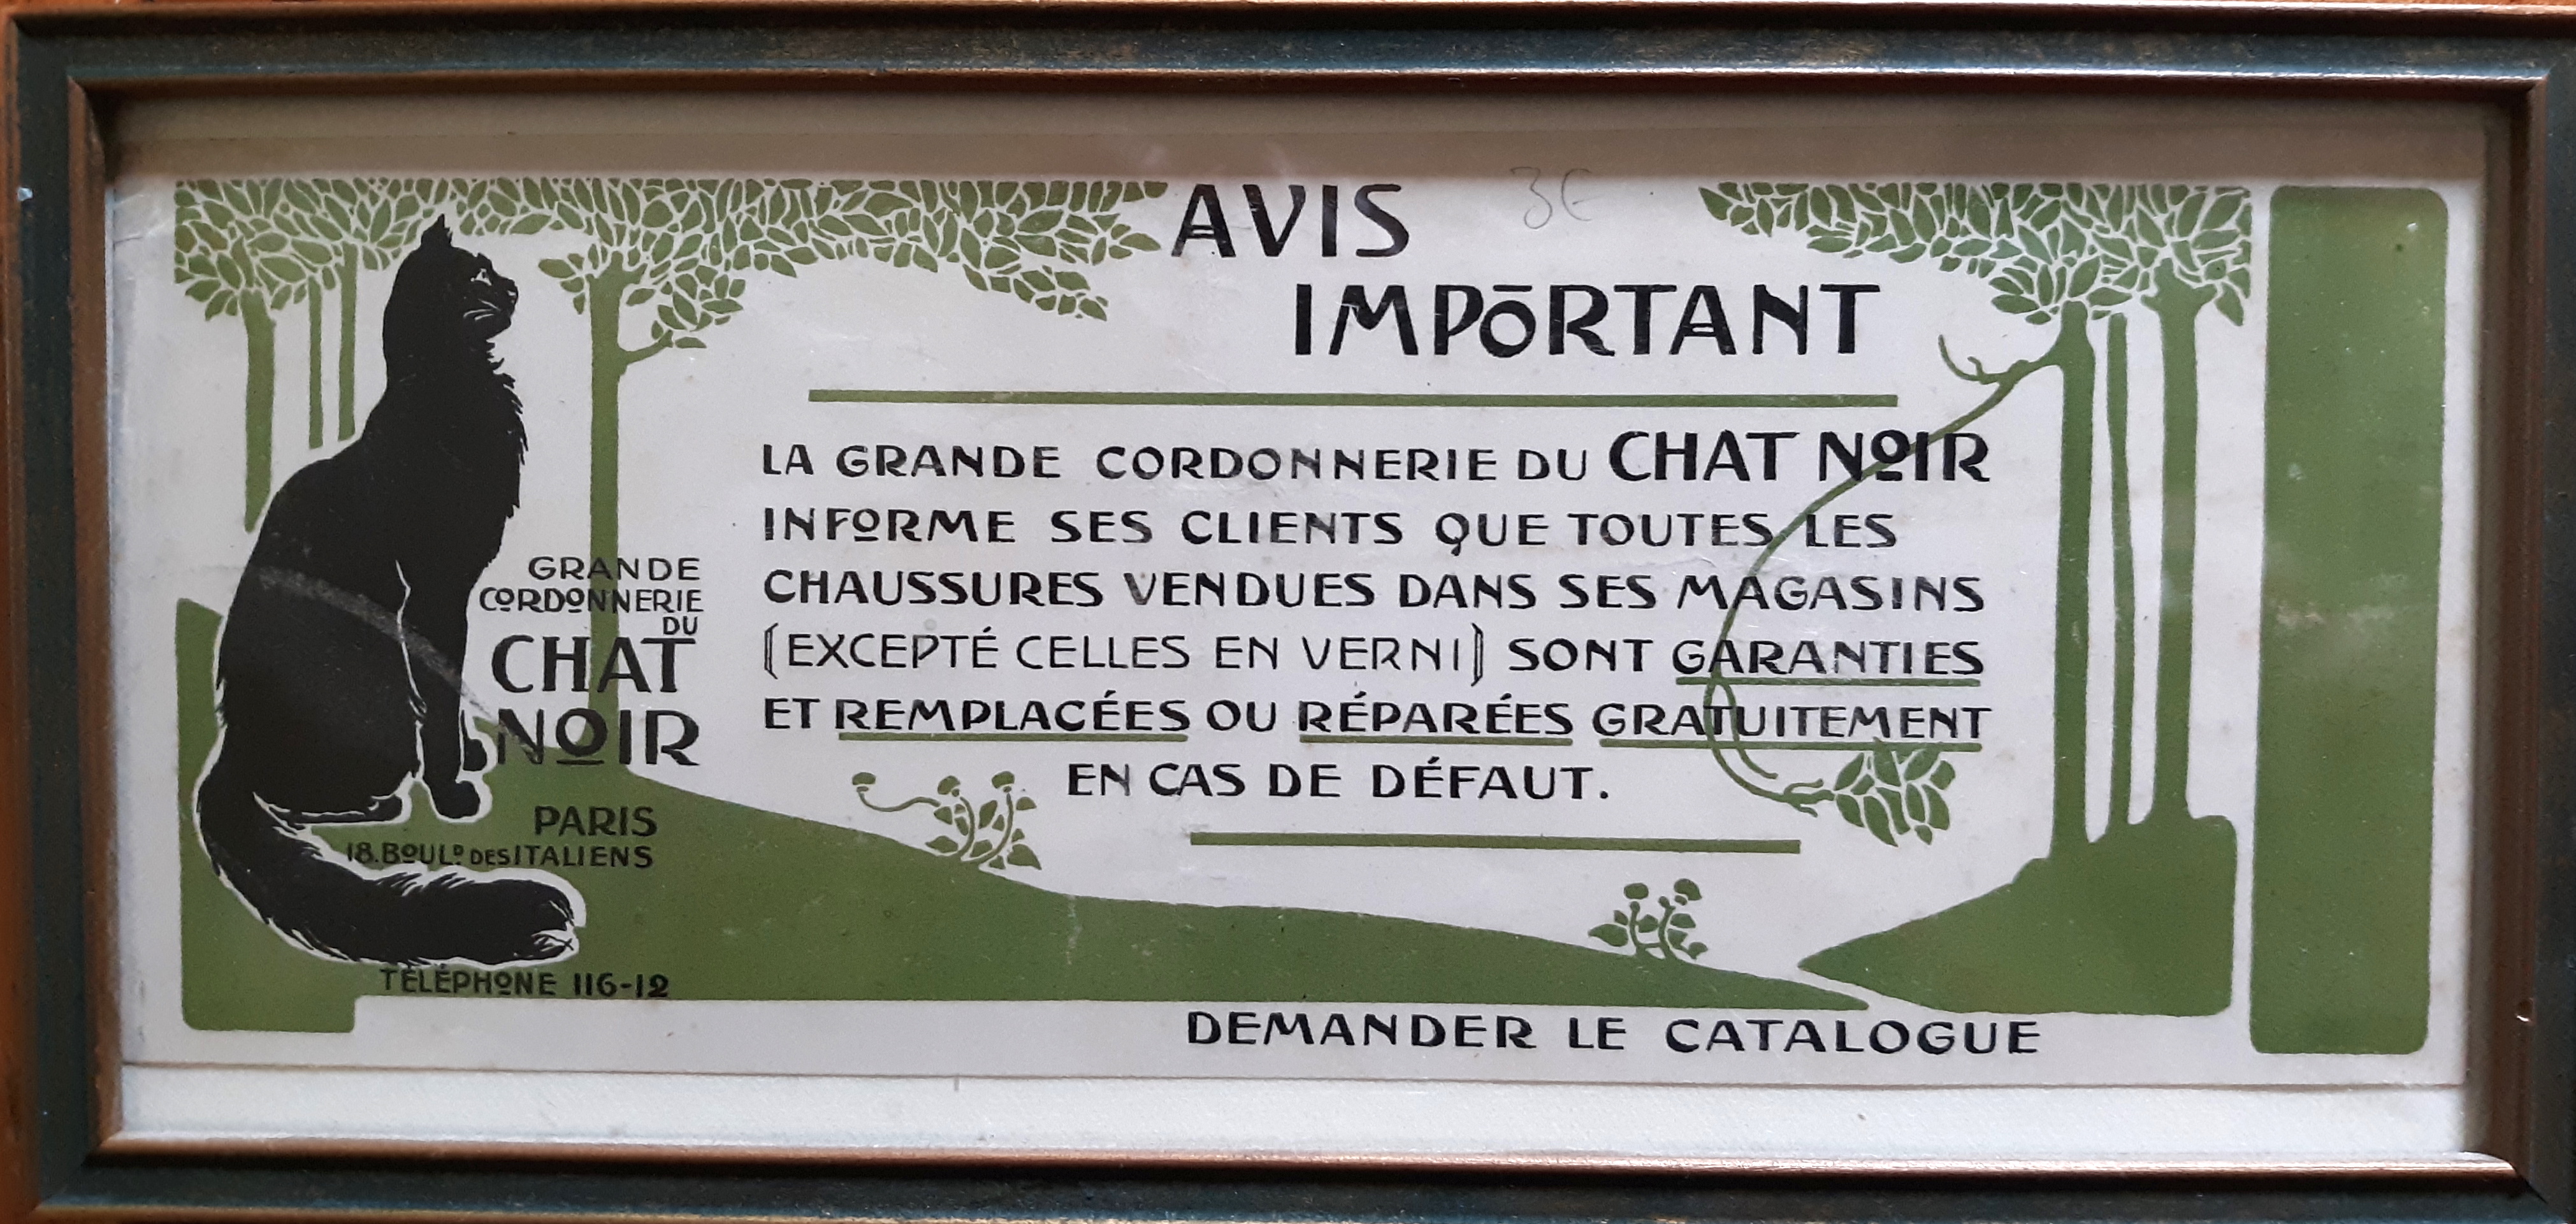 AVIS
3€
IMPORTANT
LA GRANDE CORDONNERIE DU CHAT NOIR
INFORME SES CLIENTS QUE TOUTES LES
CHAUSSURES VENDUES DANS SES MAGASINS
(EXCEPTÉ CELLES EN VERNI) SONT GARANTIES
ET REMPLACÉES OU RÉPARÉES GRATUITEMENT
EN CAS DE DÉFAUT.
GRANDE
CORDONNERIE
DU
CHAT
NOIR
PARIS
18. BOULD DES ITALIENS
TÉLÉPHONE 116-12
DEMANDER LE CATALOGUE